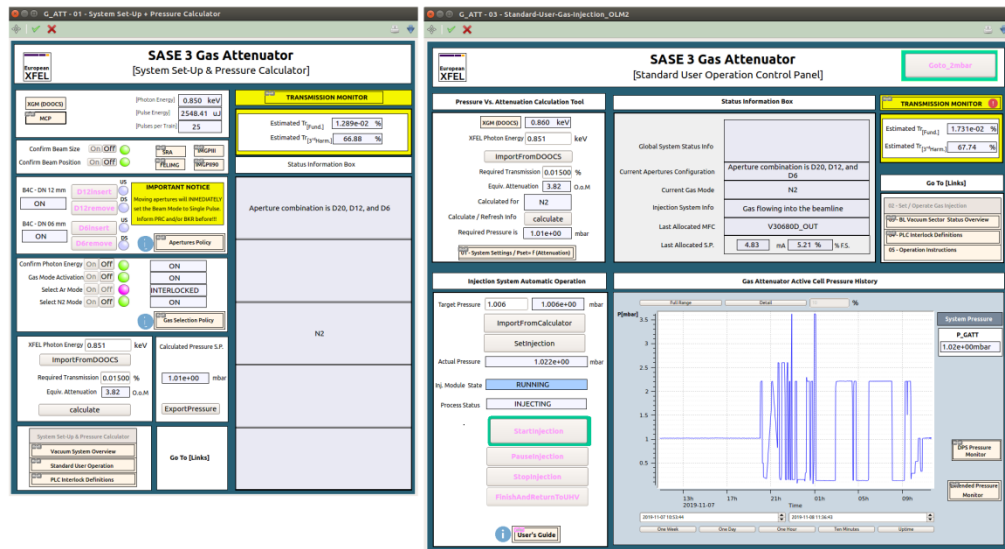 G_ATT - 01 - System Set-Up + Pressure Calculator
European
XFEL
SASE 3 Gas Attenuator
[System Set-Up & Pressure Calculator]
XGM (DOOCS)
MCP
[Photon Energy] 0.850 keV
[Pulse Energy] 2548.41 uJ
[Pulses per Train] 25
TRANSMISSION MONITOR
Estimated Tr[Fund.] 1.289e-02 %
Estimated Tr[3rdHarm.] 66.88 %
Confirm Beam Size On Off
Confirm Beam Position On Off
SRA
IMGPIII
FELIMG
IMGPII90
Status Information Box
B4C - DN 12 mm
ON
D12insert US
D12remove DS
B4C - DN 06 mm
ON
D6insert US
D6remove DS
IMPORTANT NOTICE
Moving apertures will INMEDIATELY
set the Beam Mode to Single Pulse.
Inform PRC and/or BKR before!!!
Apertures Policy
Aperture combination is D20, D12, and D6
Confirm Photon Energy On Off ON
Gas Mode Activation On Off ON
Select Ar Mode On Off INTERLOCKED
Select N2 Mode On Off ON
Gas Selection Policy
N2
XFEL Photon Energy 0.851 keV
ImportFromDOOCS
Required Transmission 0.01500 %
Equiv. Attenuation 3.82 O.o.M
calculate
Calculated Pressure S.P.
1.01e+00 mbar
ExportPressure
System Set-Up & Pressure Calculator
Vacuum System Overview
Standard User Operation
PLC Interlock Definitions
Go To [Links]
G_ATT - 03 - Standard-User-Gas-Injection_OLM2
European
XFEL
SASE 3 Gas Attenuator
[Standard User Operation Control Panel]
Goto_2mbar
Pressure Vs. Attenuation Calculation Tool
XGM (DOOCS) 0.860 keV
XFEL Photon Energy 0.851 keV
ImportFromDOOCS
Required Transmission 0.01500 %
Equiv. Attenuation 3.82 O.o.M
Calculated for N2
Calculate / Refresh Info calculate
Required Pressure is 1.01e+00 mbar
01 - System Settings / Pset= f (Attenuation)
Status Information Box
Global System Status Info
Current Apertures Configuration
Aperture combination is D20, D12, and
D6
Current Gas Mode N2
Injection System Info Gas flowing into the beamline
Last Allocated MFC V30680D_OUT
Last Allocated S.P. 4.83 mA 5.21 % % F.S.
TRANSMISSION MONITOR
Estimated Tr[Fund.] 1.731e-02 %
Estimated Tr[3rdHarm.] 67.74 %
Go To [Links]
02 - Set / Operate Gas Injection
BL Vacuum Sector Status Overview
PLC Interlock Definitions
05 - Operation Instructions
Injection System Automatic Operation
Target Pressure 1.006 1.006e+00 mbar
ImportFromCalculator
SetInjection
Actual Pressure 1.022e+00 mbar
Inj. Module State RUNNING
Process Status INJECTING
StartInjection
PauseInjection
StopInjection
FinishAndReturnToUHV
User's Guide
Gas Attenuator Active Cell Pressure HIstory
Full Range Detail %
P[mbar]
3.5
3
2.5
2
1.5
1
0.5
13h 17h 21h 01h 05h 09h
2019-11-07 Time
2019-11-07 10:53:44 2019-11-08 11:36:43
One Week One Day One Hour Ten Minutes Uptime
System Pressure
P_GATT
1.02e+00mbar
DPS Pressure
Monitor
Extended Pressure
Monitor